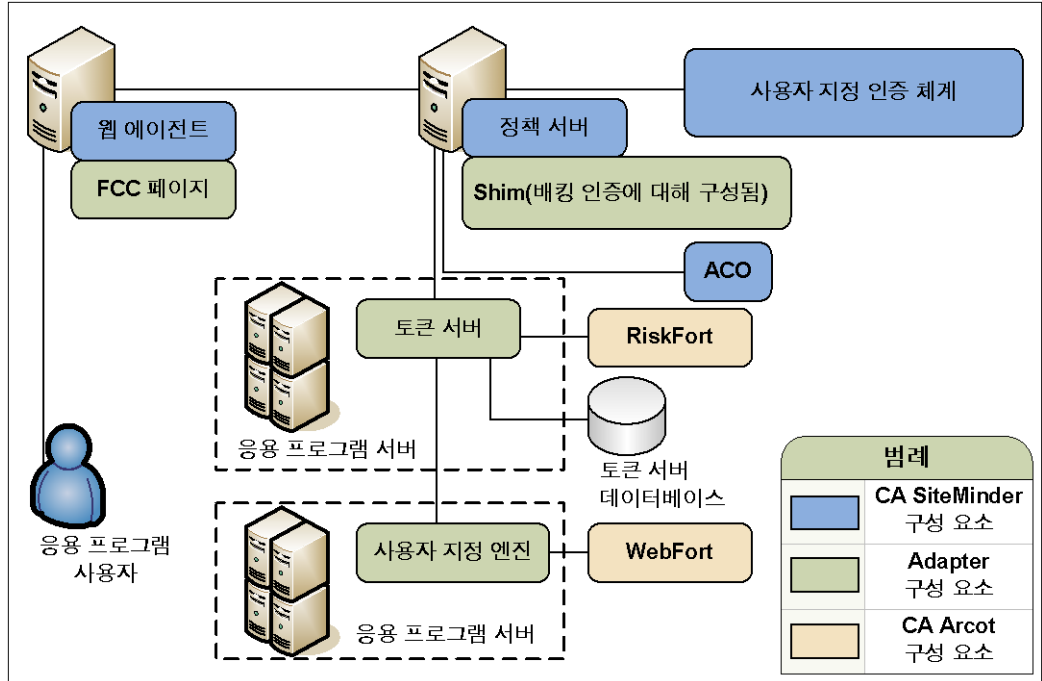 웹 에이전트
FCC 페이지
정책 서버
Shim(배킹 인증에 대해 구성됨)
사용자 지정 인증 체계
ACO
토큰 서버
RiskFort
응용 프로그램 서버
토큰 서버
데이터베이스
사용자 지정 엔진
WebFort
응용 프로그램 서버
응용 프로그램
사용자
범례
CA SiteMinder
구성 요소
Adapter
구성 요소
CA Arcot
구성 요소